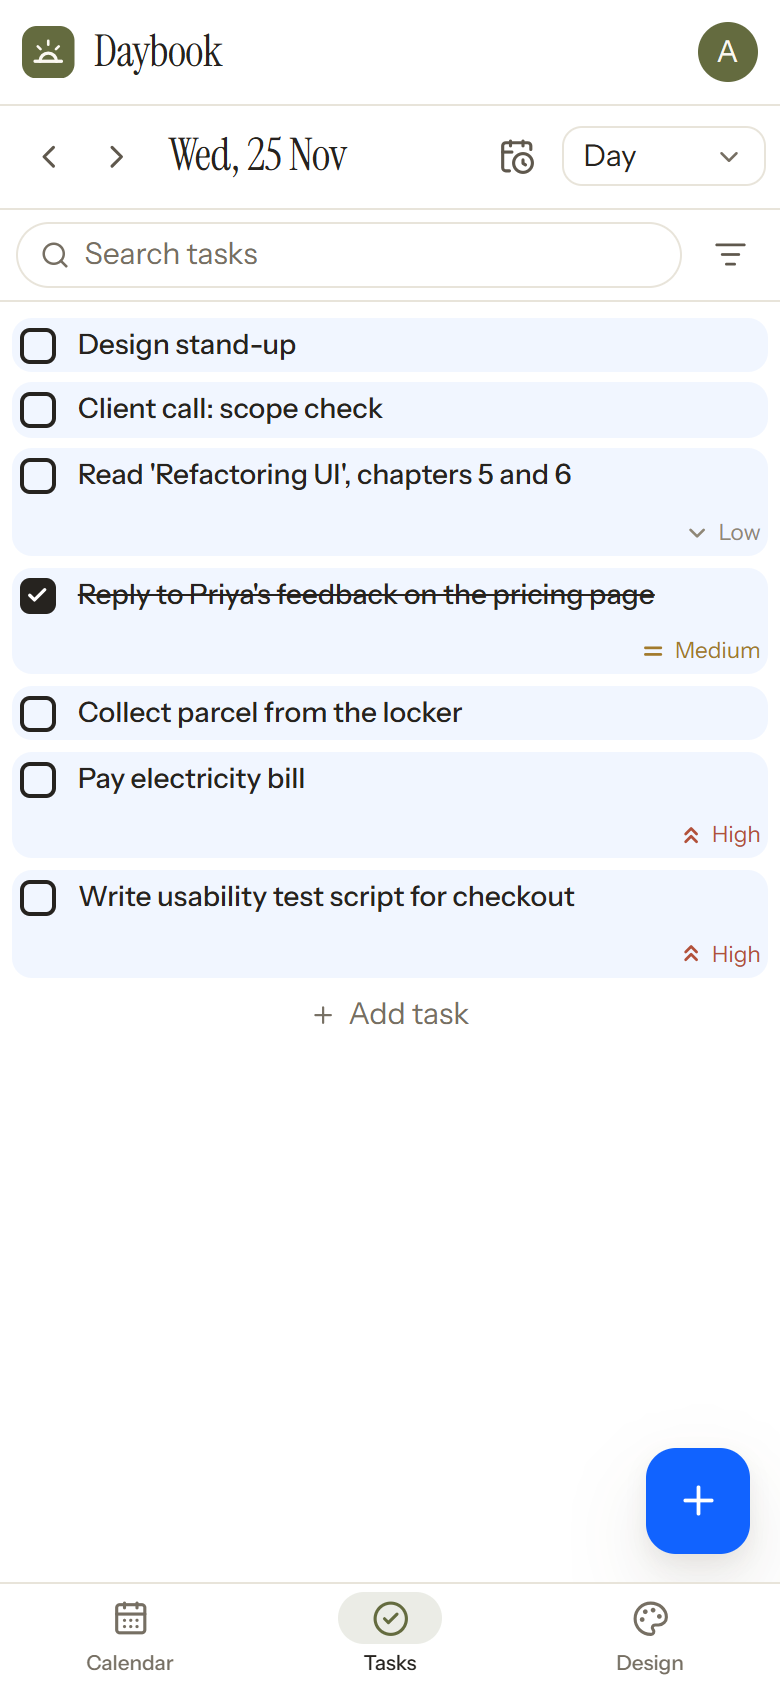 Daybook
A
Wed, 25 Nov
Day
Search tasks
Design stand-up
Client call: scope check
Read 'Refactoring UI', chapters 5 and 6
Low
Reply to Priya's feedback on the pricing page
Medium
Collect parcel from the locker
Pay electricity bill
High
Write usability test script for checkout
High
+ Add task
Calendar
Tasks
Design